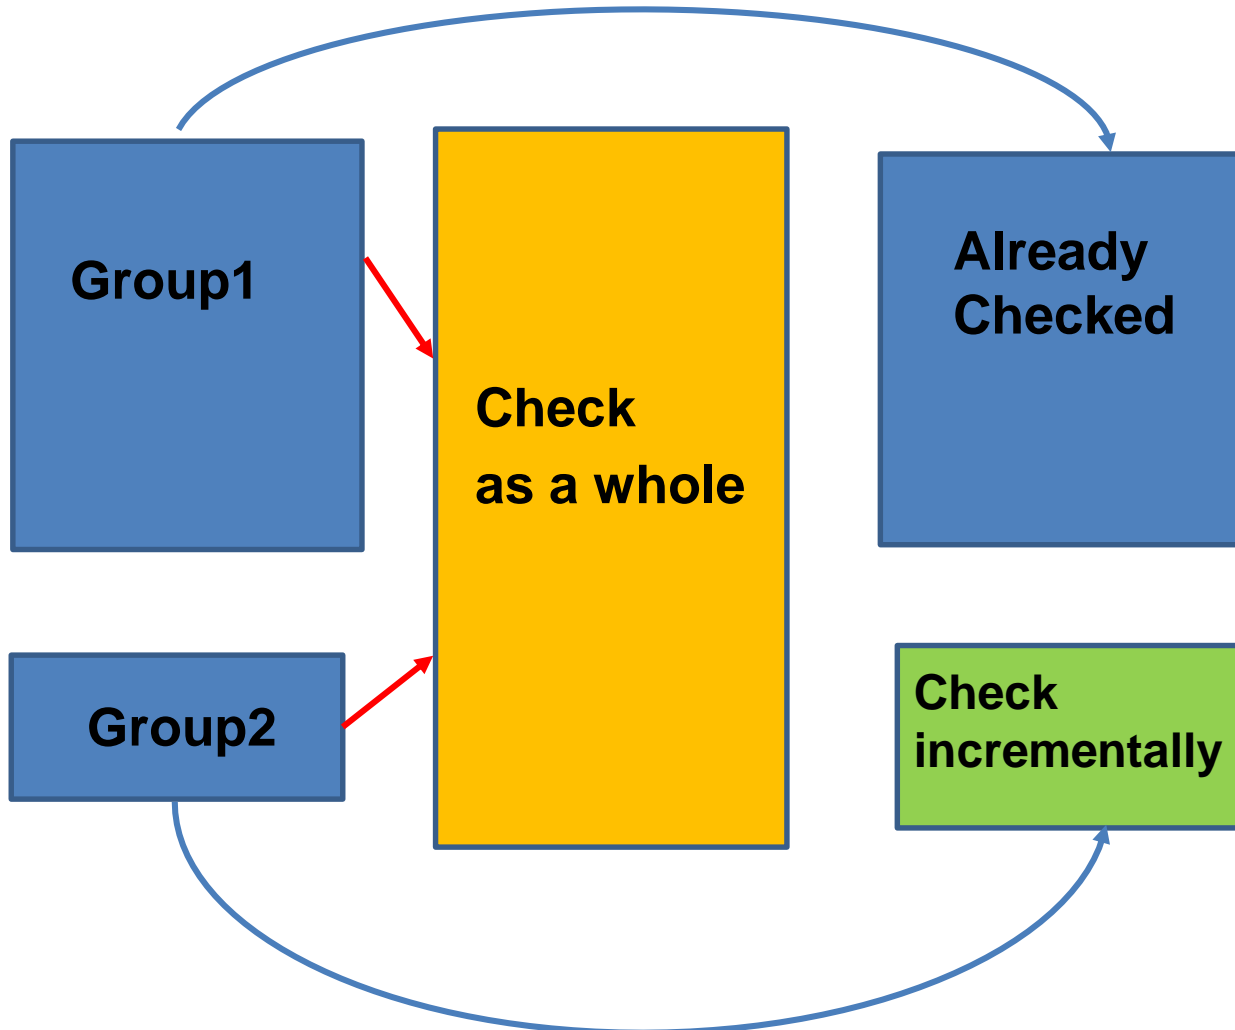 Group1
Check
as a whole
Already
Checked
Group2
Check
incrementally